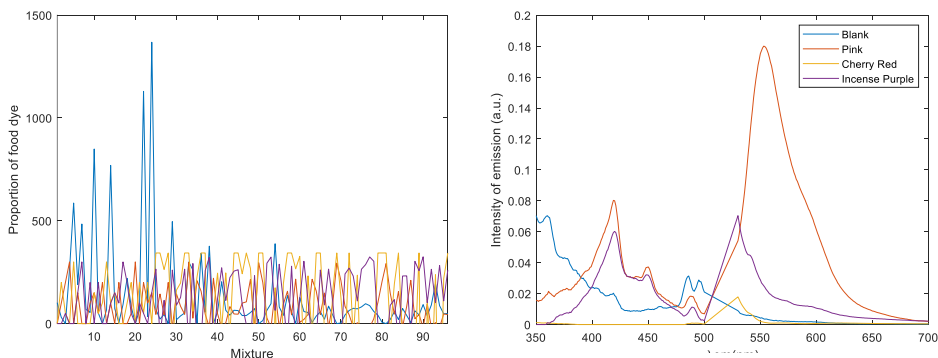 1500
1000
500
0
10 20 30 40 50 60 70 80 90
Proportion of food dye
Mixture
0.2
0.18
0.16
0.14
0.12
0.1
0.08
0.06
0.04
0.02
0
350 400 450 500 550 600 650 700
Intensity of emission (a.u.)
Blank
Pink
Cherry Red
Incense Purple